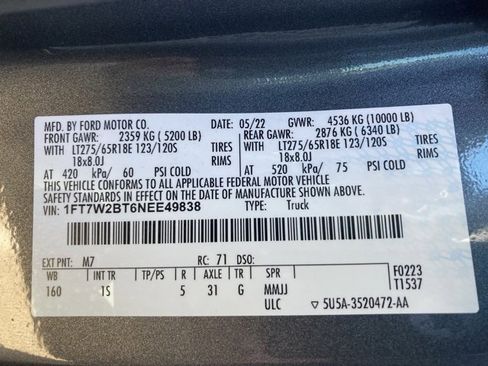 MFD. BY FORD MOTOR CO. 05/22 GVWR: 4536 KG (10000 LB)
FRONT GAWR: 2359 KG (5200 LB) REAR GAWR: 2876 KG (6340 LB)
WITH LT275/65R18E 123/120S TIRES WITH LT275/65R18E 123/120S TIRES
18x8.0J RIMS 18x8.0J RIMS
AT 420 kPa/ 60 PSI COLD AT 520 kPa/ 75 PSI COLD
THIS VEHICLE CONFORMS TO ALL APPLICABLE FEDERAL MOTOR VEHICLE
SAFETY STANDARDS IN EFFECT ON THE DATE OF MANUFACTURE SHOWN ABOVE.
VIN: 1FT7W2BT6NEE49838 TYPE: Truck
EXT PNT: M7 RC: 71 DSO:
WB INT TR TP/PS R AXLE TR SPR F0223
160 1S 5 31 G MMJJ T1537
ULC ▽ 5U5A-3520472-AA